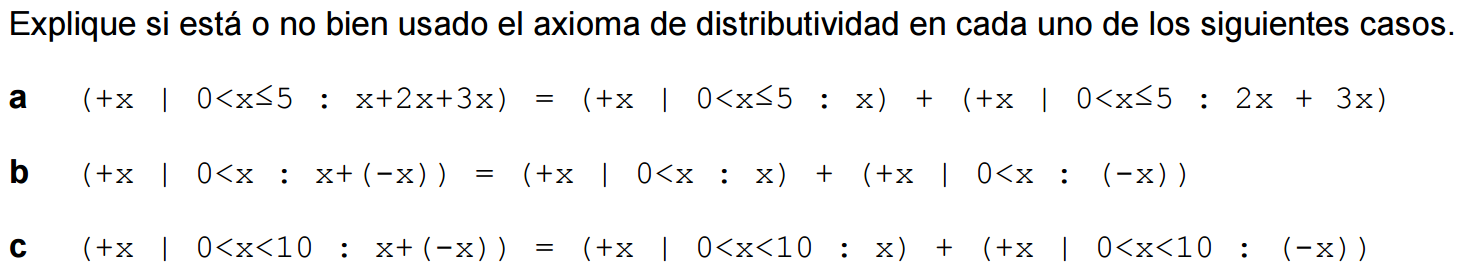 Explique si está o no bien usado el axioma de distributividad en cada uno de los siguientes casos.
a (+x | 0<x≤5 : x+2x+3x) = (+x | 0<x≤5 : x) + (+x | 0<x≤5 : 2x + 3x)
b (+x | 0<x : x+(-x)) = (+x | 0<x : x) + (+x | 0<x : (-x))
c (+x | 0<x<10 : x+(-x)) = (+x | 0<x<10 : x) + (+x | 0<x<10 : (-x))